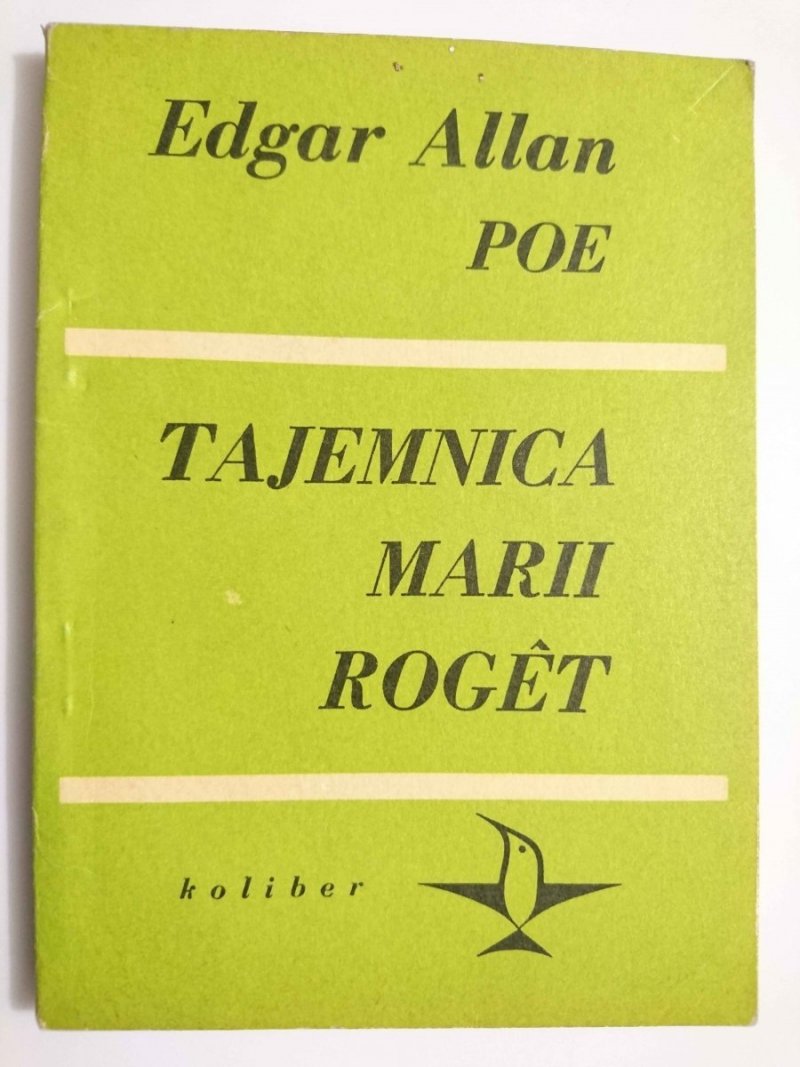 Edgar Allan
POE
TAJEMNICA
MARII
ROGÊT
koliber